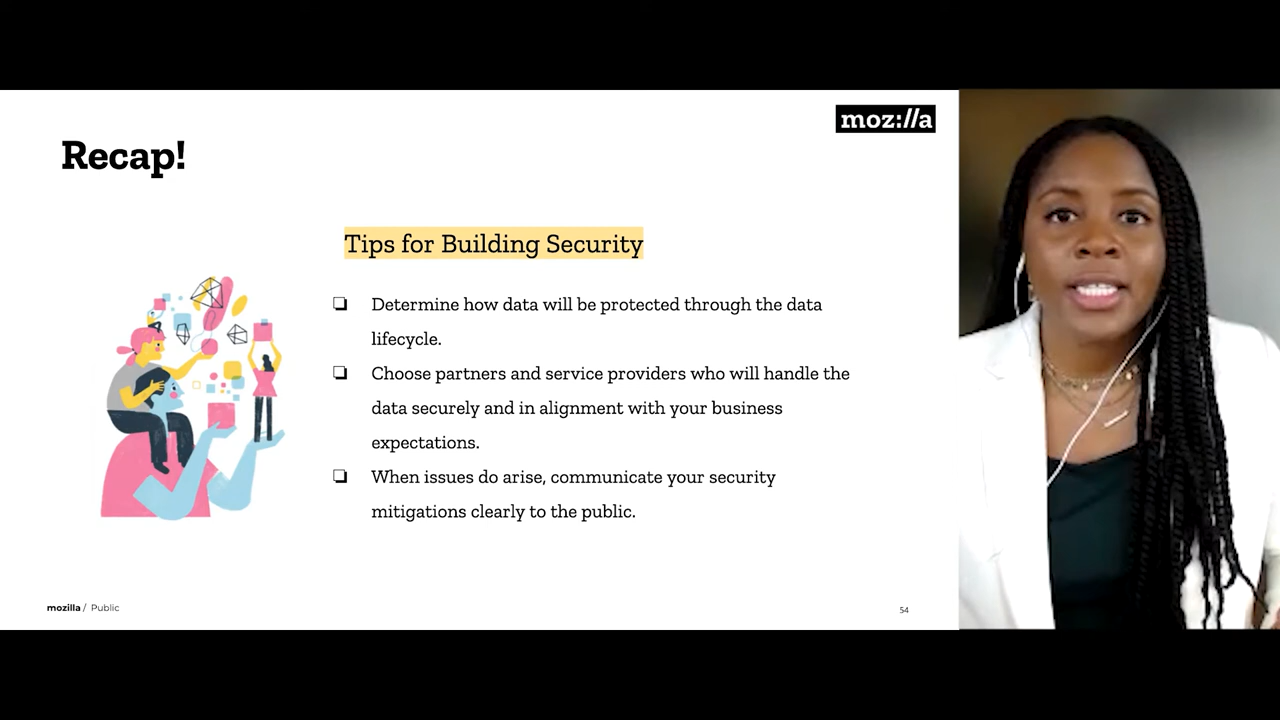 moz://a
Recap!
Tips for Building Security
❏ Determine how data will be protected through the data
lifecycle.
❏ Choose partners and service providers who will handle the
data securely and in alignment with your business
expectations.
❏ When issues do arise, communicate your security
mitigations clearly to the public.
mozilla / Public
54